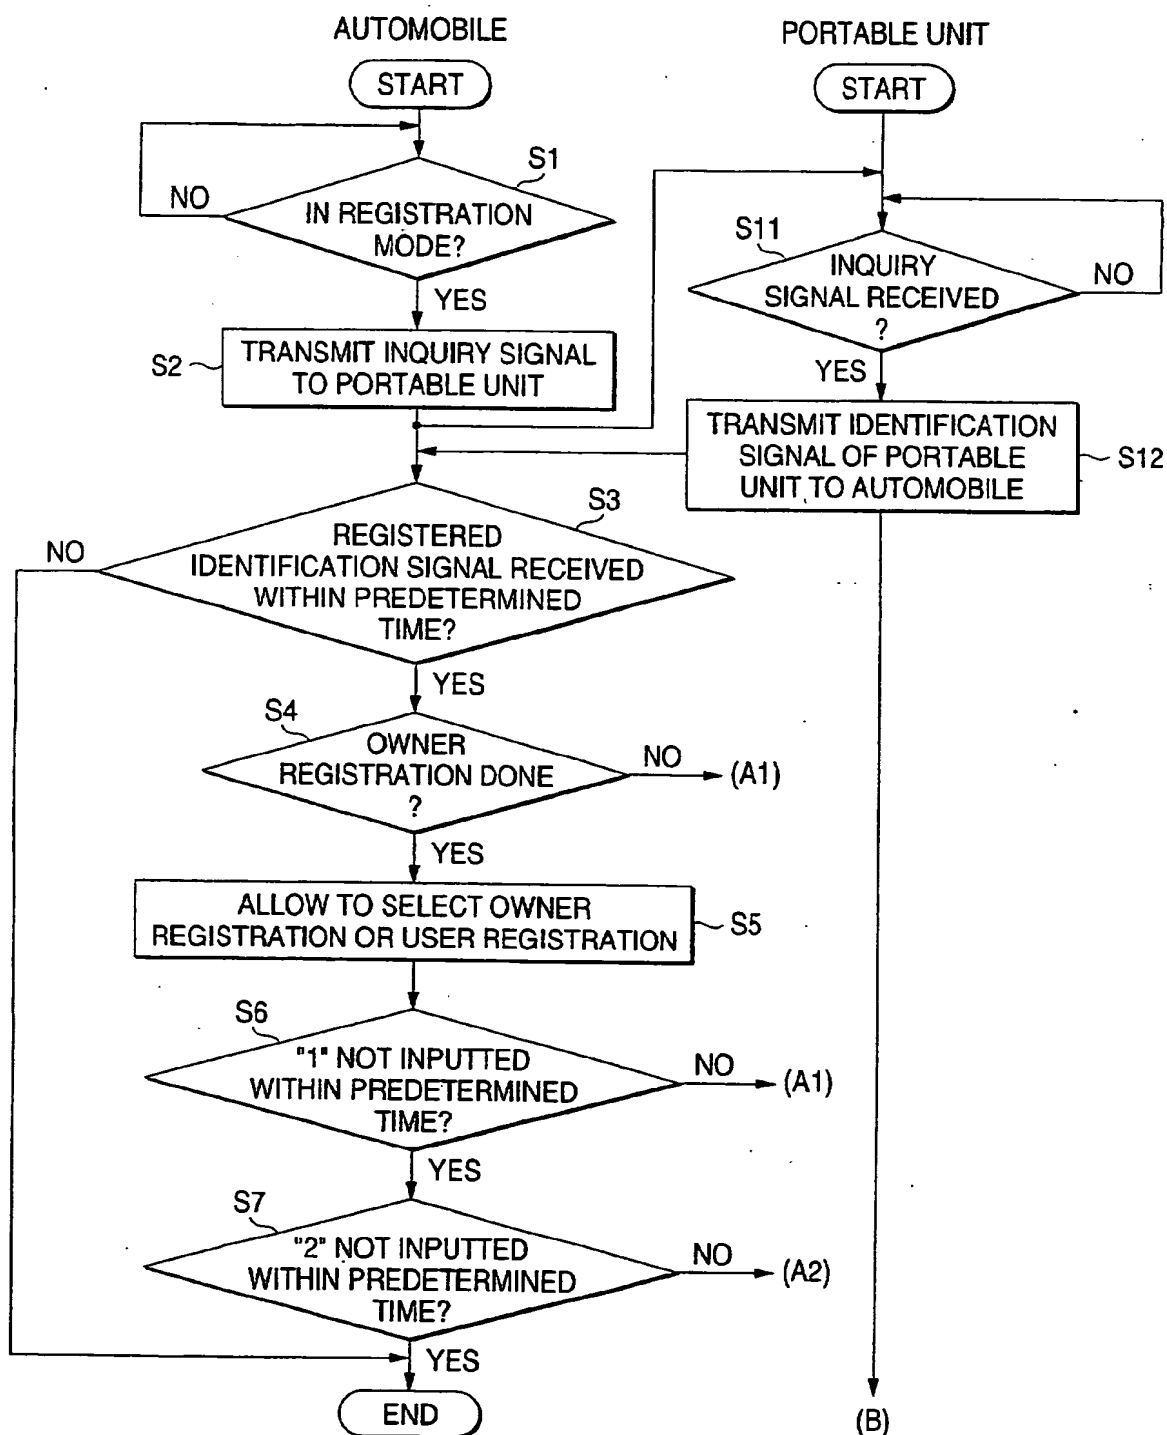 AUTOMOBILE
START
S1
NO
IN REGISTRATION
MODE?
YES
S2
TRANSMIT INQUIRY SIGNAL
TO PORTABLE UNIT
S3
NO
REGISTERED
IDENTIFICATION SIGNAL RECEIVED
WITHIN PREDETERMINED
TIME?
YES
S4
OWNER
REGISTRATION DONE
?
NO
(A1)
YES
ALLOW TO SELECT OWNER
REGISTRATION OR USER REGISTRATION
S5
S6
"1" NOT INPUTTED
WITHIN PREDETERMINED
TIME?
NO
(A1)
YES
S7
"2" NOT INPUTTED
WITHIN PREDETERMINED
TIME?
NO
(A2)
YES
END
PORTABLE UNIT
START
S11
INQUIRY
SIGNAL RECEIVED
?
NO
YES
TRANSMIT IDENTIFICATION
SIGNAL OF PORTABLE
UNIT TO AUTOMOBILE
S12
(B)